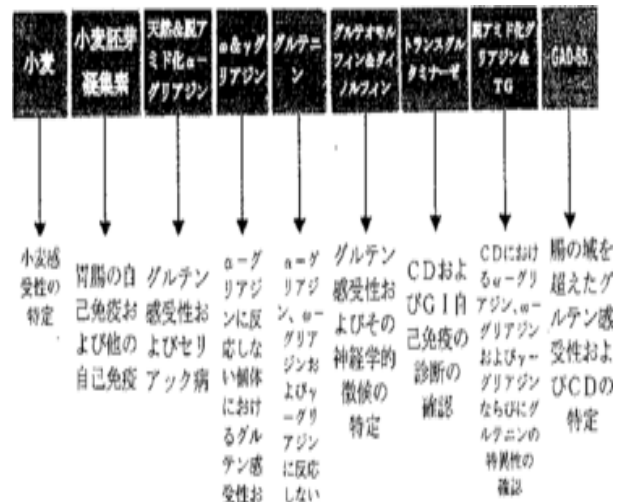 小麦
小麦胚芽
凝集素
天然&脱ア
ミド化α-
グリアジン
ω&γグ
リアジン
グルテニ
ン
グルテオモル
フィン&ダイ
ノルフィン
トランスグル
タミナーゼ
脱アミド化グ
リアジン&
TG
GAD-65
小麦感
受性の
特定
胃腸の自
己免疫お
よび他の
自己免疫
グルテン
感受性お
よびセリ
アック病
α-グ
リアジ
ンに反
応しな
い個体
におけ
るグル
テン感
受性お
α-グ
リアジ
ン、ω-
グリア
ジンお
よびγ
-グリ
アジン
に反応
しない
グルテン
感受性お
よびその
神経学的
徴候の
特定
CDおよ
びGI自
己免疫の
診断の
確認
CDにおけ
るα-グリ
アジン、ω-
グリアジン
およびγ-
グリアジン
ならびにグ
ルテニンの
特異性の
確認
腸の域を
超えたグ
ルテン感
受性およ
びCDの
特定